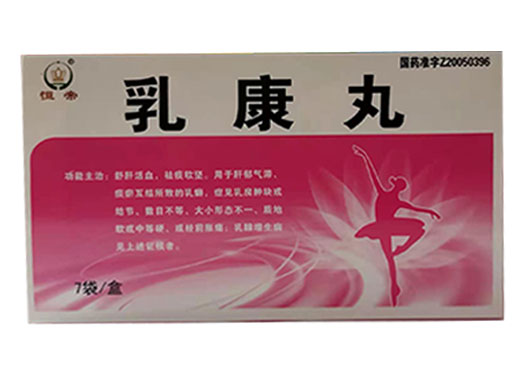 国药准字Z20050396
恒帝
乳康丸
功能主治：舒肝活血，祛痰软坚。用于肝郁气滞、
痰瘀互结所致的乳癖，症见乳房肿块或
结节、数目不等、大小形态不一、质地
软或中等硬、或经前胀痛；乳腺增生病
见上述证候者。
7袋/盒